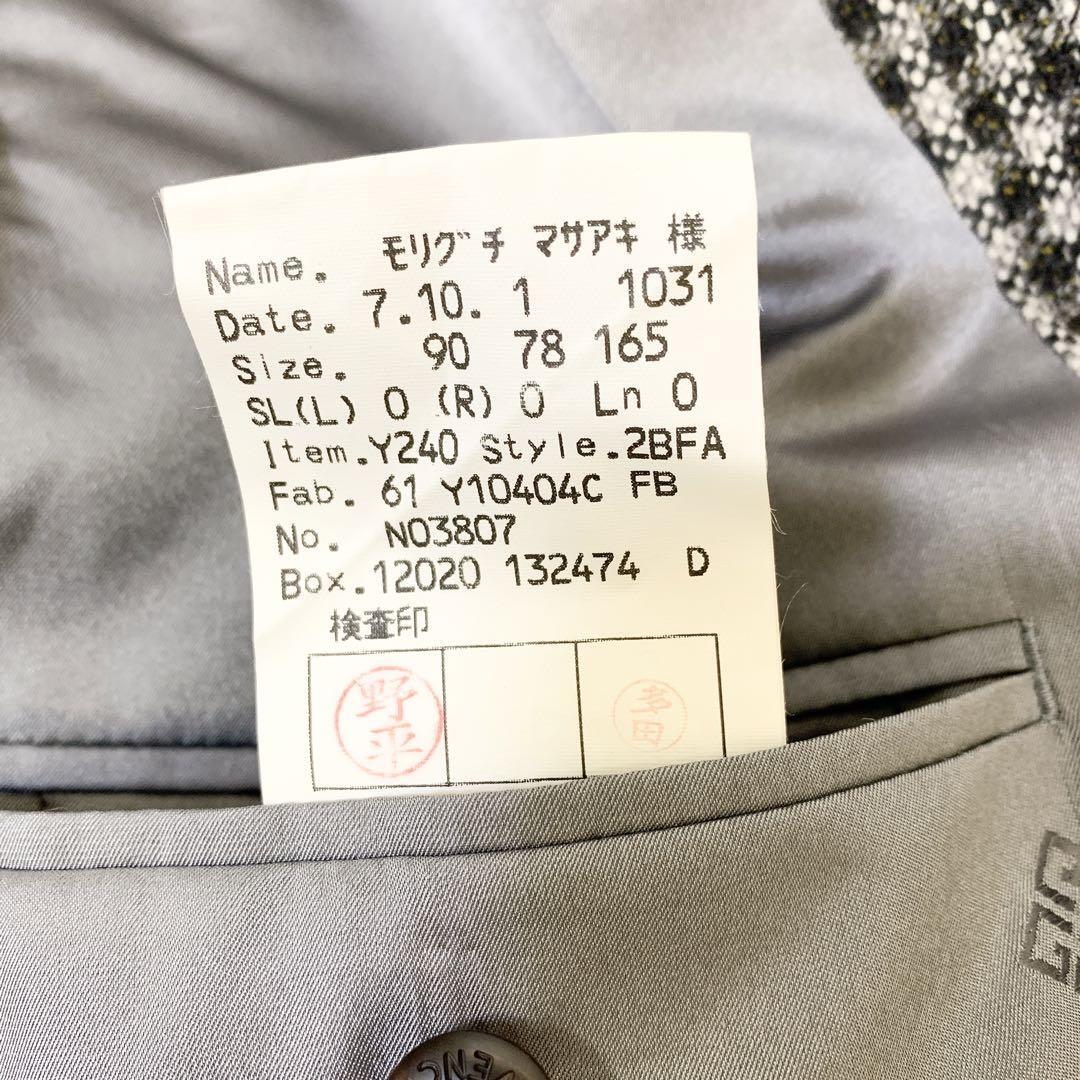 Name. モリグチ マサアキ 様
Date. 7.10. 1 1031
Size. 90 78 165
SL(L) 0 (R) 0 Ln 0
Item.Y240 Style.2BFA
Fab. 61 Y10404C FB
No. N03807
Box.12020 132474 D
検査印
野平
多田
VENC